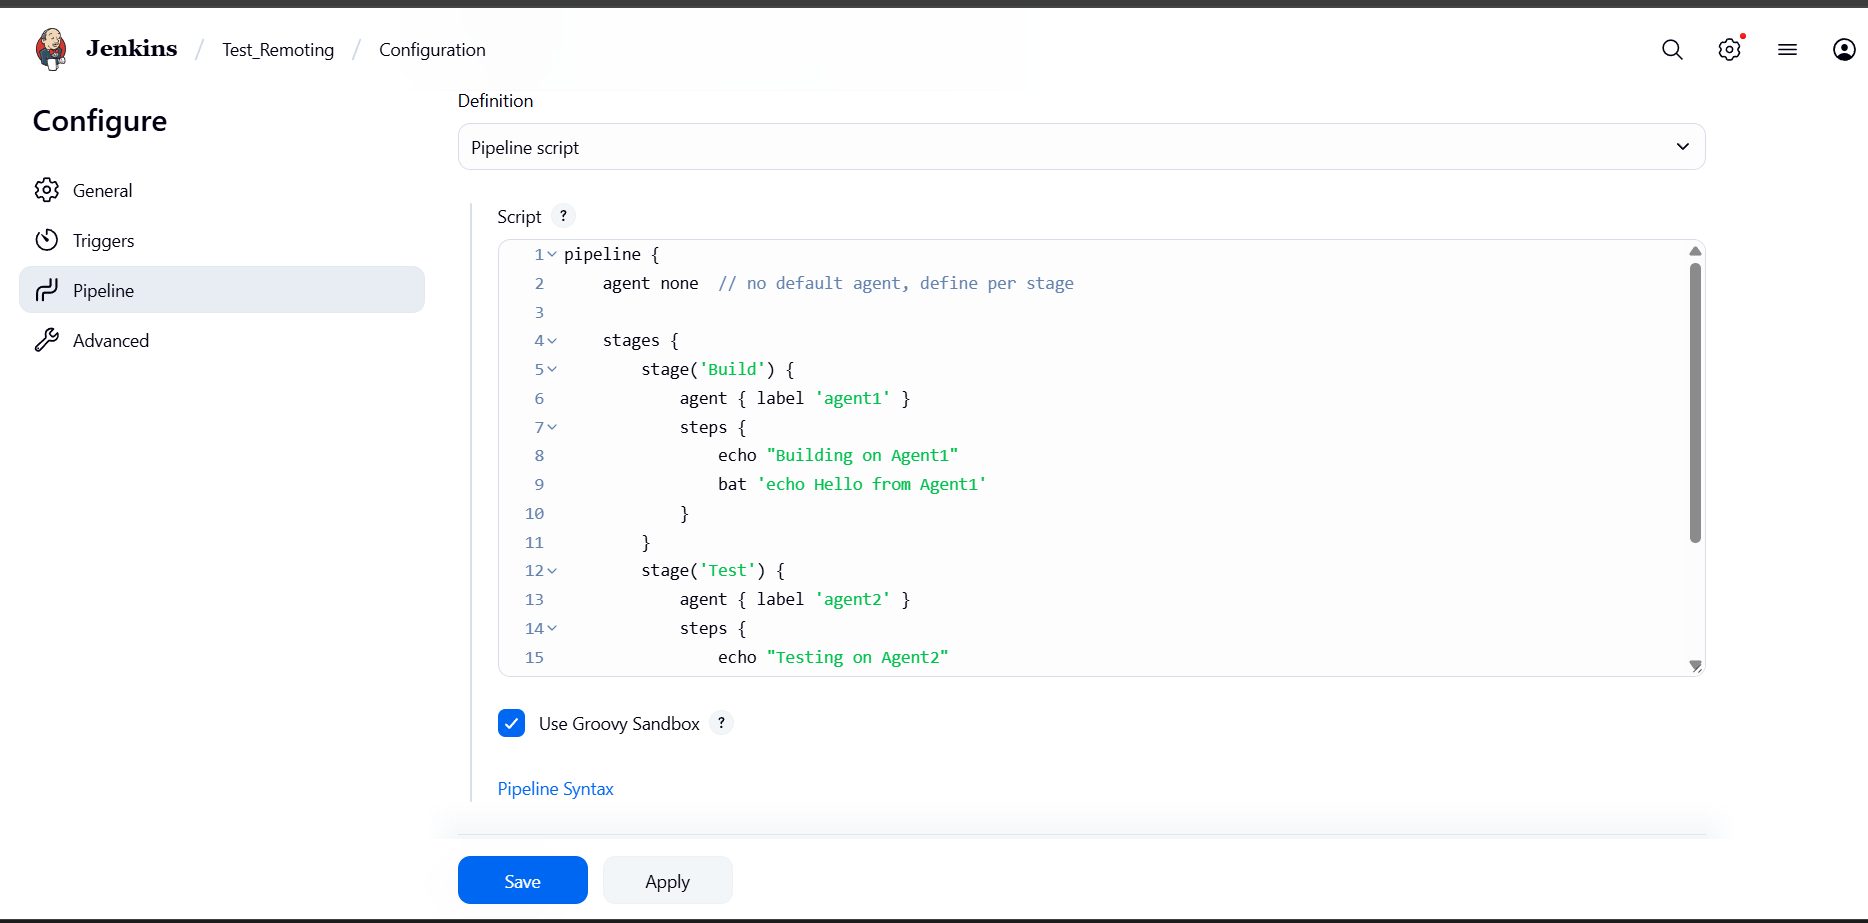 Jenkins / Test_Remoting / Configuration
Configure
General
Triggers
Pipeline
Advanced
Definition
Pipeline script
Script ?
1 pipeline {
2     agent none  // no default agent, define per stage
3
4     stages {
5         stage('Build') {
6             agent { label 'agent1' }
7             steps {
8                 echo "Building on Agent1"
9                 bat 'echo Hello from Agent1'
10             }
11         }
12         stage('Test') {
13             agent { label 'agent2' }
14             steps {
15                 echo "Testing on Agent2"
Use Groovy Sandbox ?
Pipeline Syntax
Save
Apply